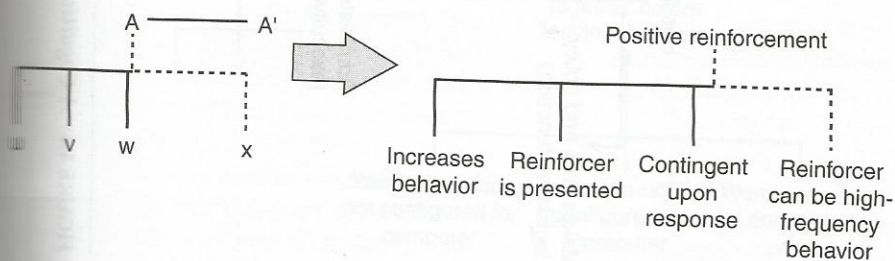 A
A'
v
w
x
Positive reinforcement
Increases
behavior
Reinforcer
is presented
Contingent
upon
response
Reinforcer
can be high-
frequency
behavior